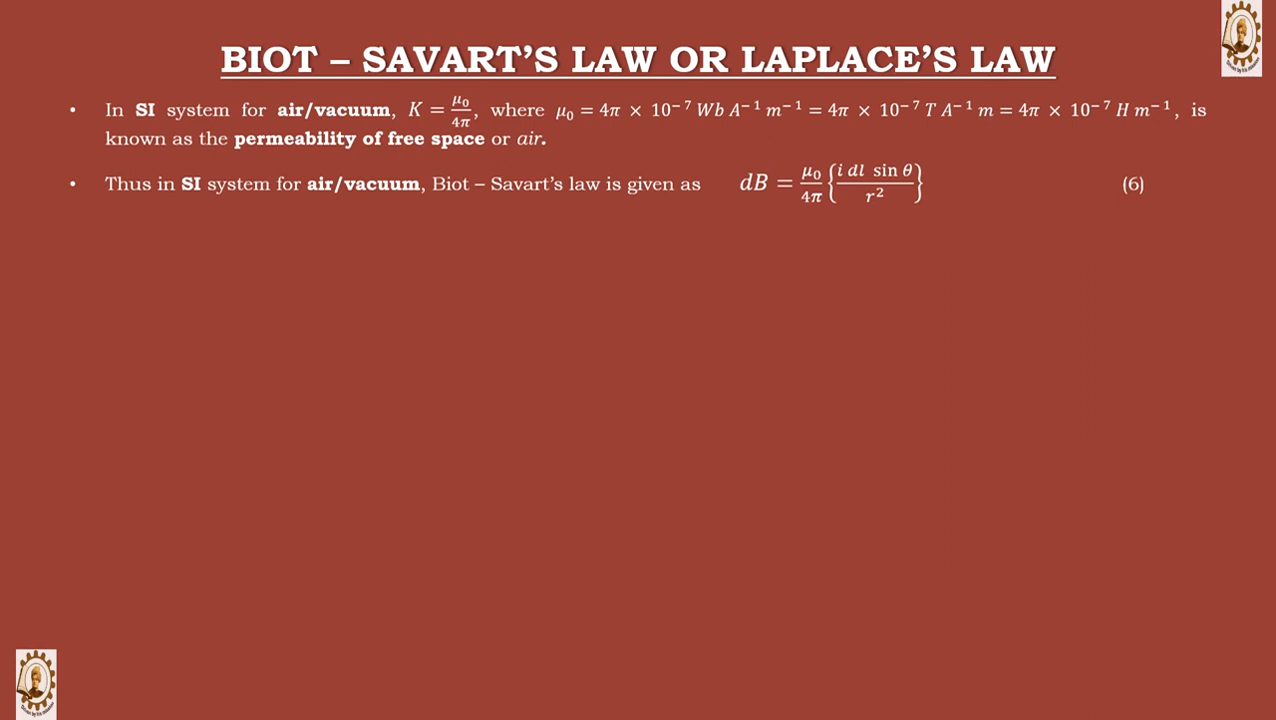 BIOT – SAVART’S LAW OR LAPLACE’S LAW
• In SI system for air/vacuum, K = μ₀/4π, where μ₀ = 4π × 10⁻⁷ Wb A⁻¹ m⁻¹ = 4π × 10⁻⁷ T A⁻¹ m = 4π × 10⁻⁷ H m⁻¹, is
known as the permeability of free space or air.
• Thus in SI system for air/vacuum, Biot – Savart’s law is given as dB = μ₀/4π {i dl sin θ / r²} (6)